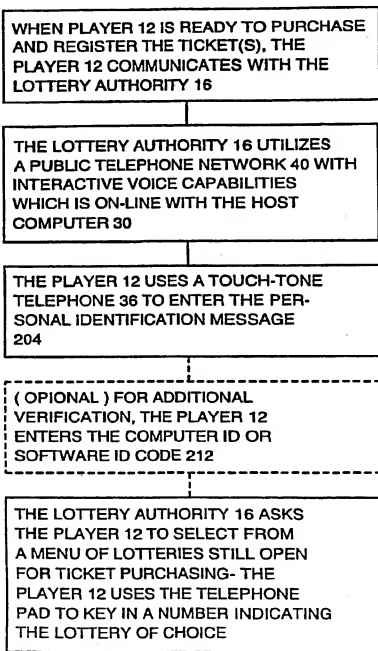 WHEN PLAYER 12 IS READY TO PURCHASE
AND REGISTER THE TICKET(S), THE
PLAYER 12 COMMUNICATES WITH THE
LOTTERY AUTHORITY 16
THE LOTTERY AUTHORITY 16 UTILIZES
A PUBLIC TELEPHONE NETWORK 40 WITH
INTERACTIVE VOICE CAPABILITIES
WHICH IS ON-LINE WITH THE HOST
COMPUTER 30
THE PLAYER 12 USES A TOUCH-TONE
TELEPHONE 36 TO ENTER THE PER-
SONAL IDENTIFICATION MESSAGE
204
( OPTIONAL ) FOR ADDITIONAL
VERIFICATION, THE PLAYER 12
ENTERS THE COMPUTER ID OR
SOFTWARE ID CODE 212
THE LOTTERY AUTHORITY 16 ASKS
THE PLAYER 12 TO SELECT FROM
A MENU OF LOTTERIES STILL OPEN
FOR TICKET PURCHASING- THE
PLAYER 12 USES THE TELEPHONE
PAD TO KEY IN A NUMBER INDICATING
THE LOTTERY OF CHOICE